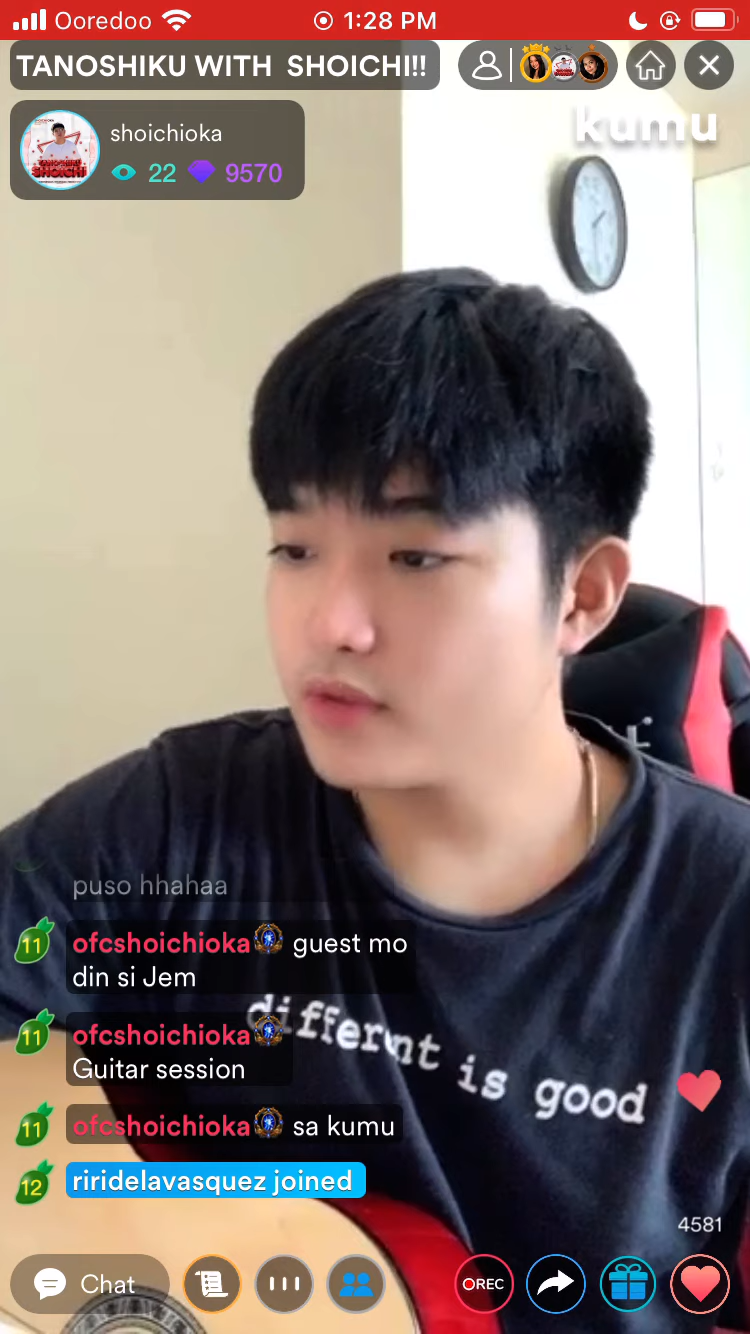 Ooredoo 1:28 PM
TANOSHIKU WITH SHOICHI!!
kumu
shoichioka
22 9570
SHOICHI
puso hhahaa
11 ofcshoichioka guest mo
din si Jem
different is good
11 ofcshoichioka
Guitar session
11 ofcshoichioka sa kumu
12 riridelavasquez joined
4581
Chat
REC